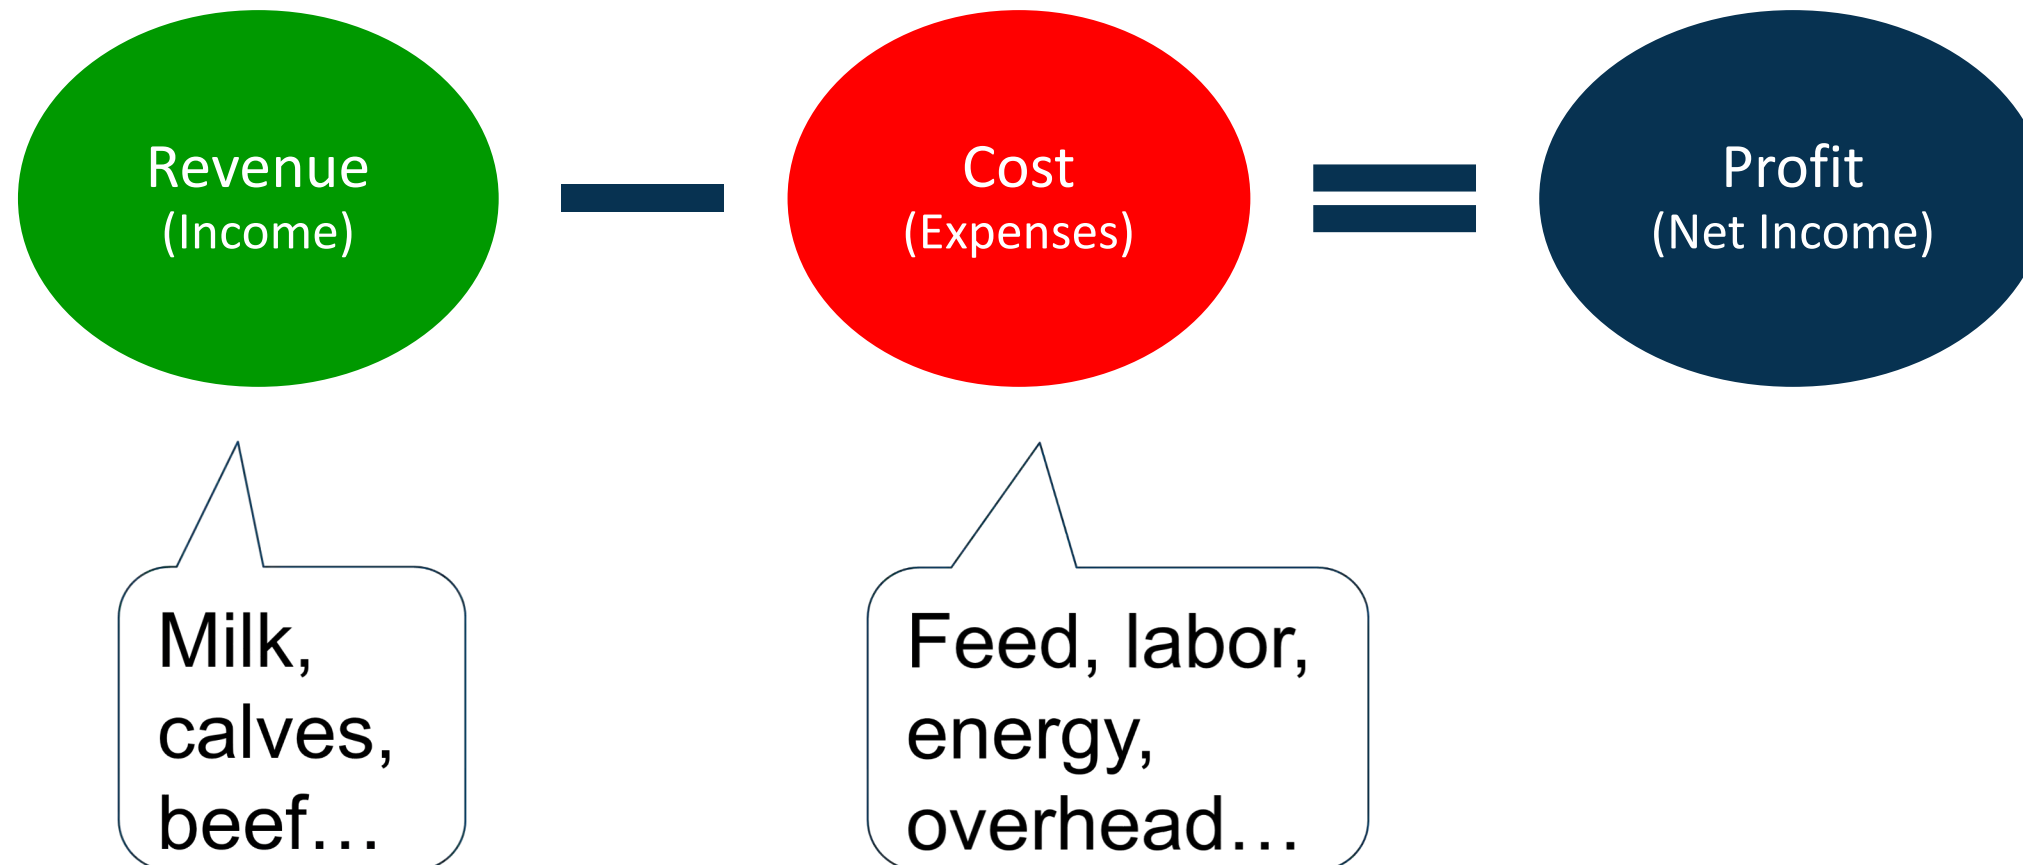 Revenue
(Income)
Cost
(Expenses)
Profit
(Net Income)
Milk,
calves,
beef…
Feed, labor,
energy,
overhead…